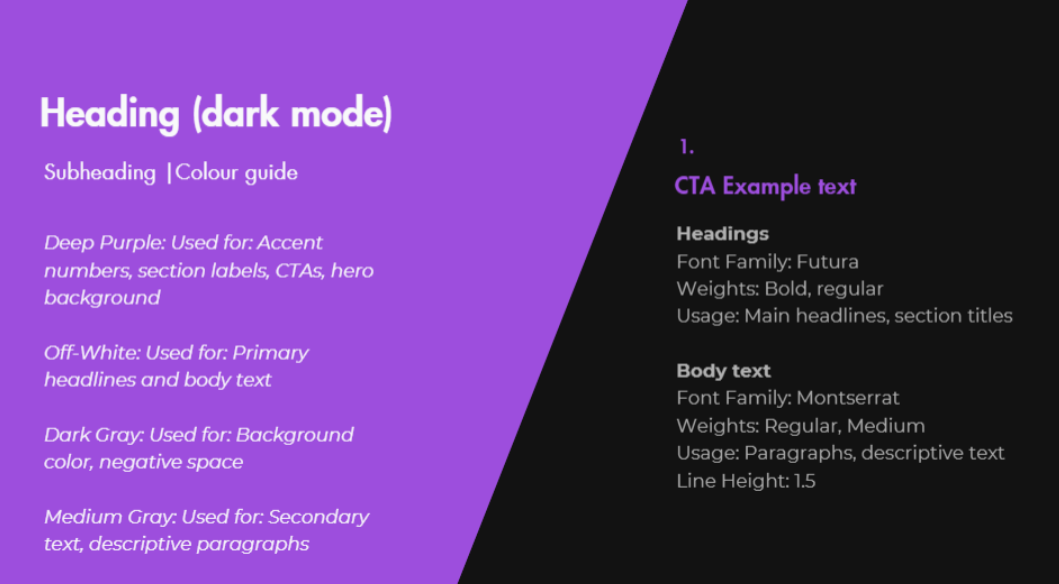 Heading (dark mode)
Subheading |Colour guide
Deep Purple: Used for: Accent
numbers, section labels, CTAs, hero
background
Off-White: Used for: Primary
headlines and body text
Dark Gray: Used for: Background
color, negative space
Medium Gray: Used for: Secondary
text, descriptive paragraphs
1.
CTA Example text
Headings
Font Family: Futura
Weights: Bold, regular
Usage: Main headlines, section titles
Body text
Font Family: Montserrat
Weights: Regular, Medium
Usage: Paragraphs, descriptive text
Line Height: 1.5